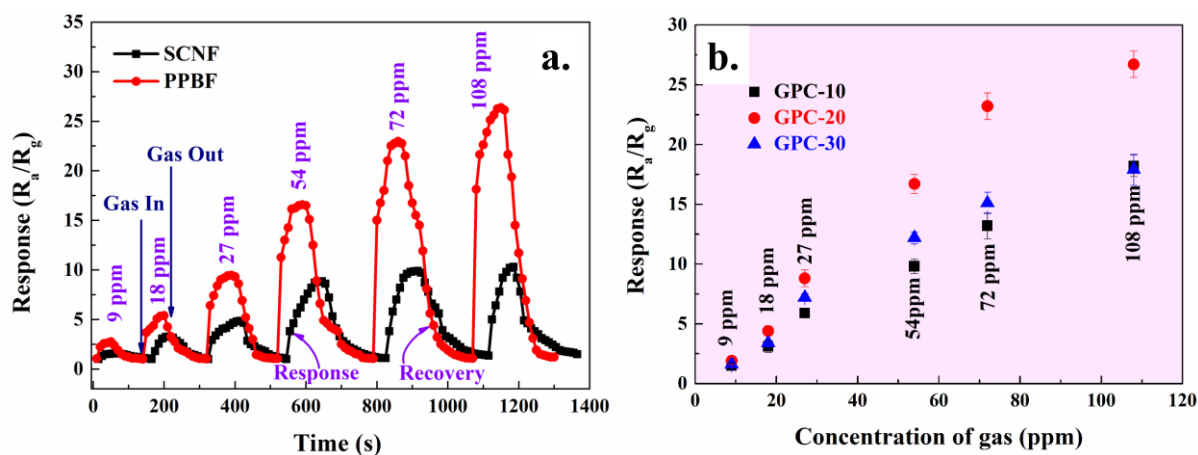 a.
SCNF
PPBF
9 ppm
18 ppm
27 ppm
54 ppm
72 ppm
108 ppm
Gas In
Gas Out
Response
Recovery
30
25
20
15
10
5
0
Response (Ra/Rg)
0 200 400 600 800 1000 1200 1400
Time (s)
b.
GPC-10
GPC-20
GPC-30
9 ppm
18 ppm
27 ppm
54ppm
72 ppm
108 ppm
30
25
20
15
10
5
0
Response (Ra/Rg)
0 20 40 60 80 100 120
Concentration of gas (ppm)